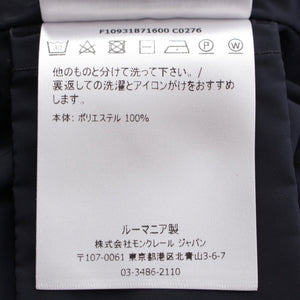 F10931B71600 C0276
他のものと分けて洗って下さい。/
裏返しての洗濯とアイロンがけをおすすめ
します。
本体: ポリエステル 100%
ルーマニア製
株式会社モンクレール ジャパン
〒107-0061 東京都港区北青山3-6-7
03-3486-2110